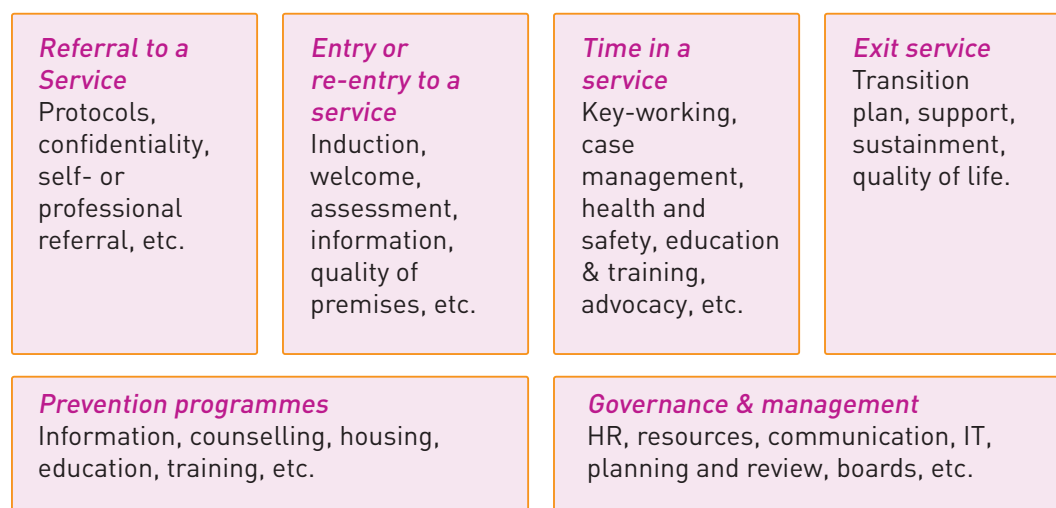 Referral to a
Service
Protocols,
confidentiality,
self- or
professional
referral, etc.
Entry or
re-entry to a
service
Induction,
welcome,
assessment,
information,
quality of
premises, etc.
Time in a
service
Key-working,
case
management,
health and
safety, education
& training,
advocacy, etc.
Exit service
Transition
plan, support,
sustainment,
quality of life.
Prevention programmes
Information, counselling, housing,
education, training, etc.
Governance & management
HR, resources, communication, IT,
planning and review, boards, etc.